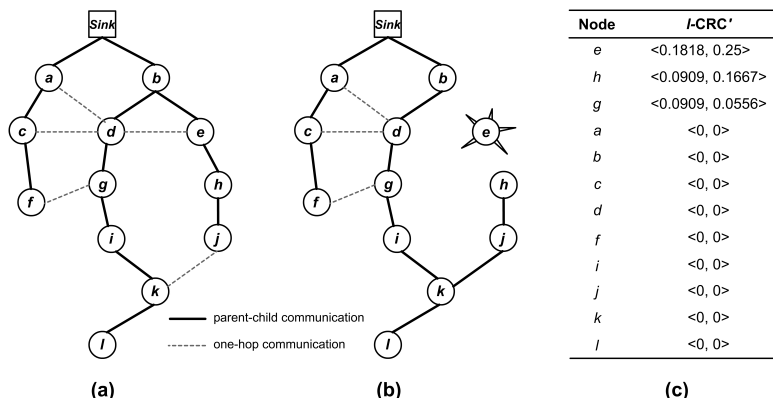 Sink
a
b
c
d
e
f
g
h
i
j
k
l
parent-child communication
one-hop communication
(a)
Sink
a
b
c
d
e
f
g
h
i
j
k
l
(b)
Node l-CRC'
e <0.1818, 0.25>
h <0.0909, 0.1667>
g <0.0909, 0.0556>
a <0, 0>
b <0, 0>
c <0, 0>
d <0, 0>
f <0, 0>
i <0, 0>
j <0, 0>
k <0, 0>
l <0, 0>
(c)